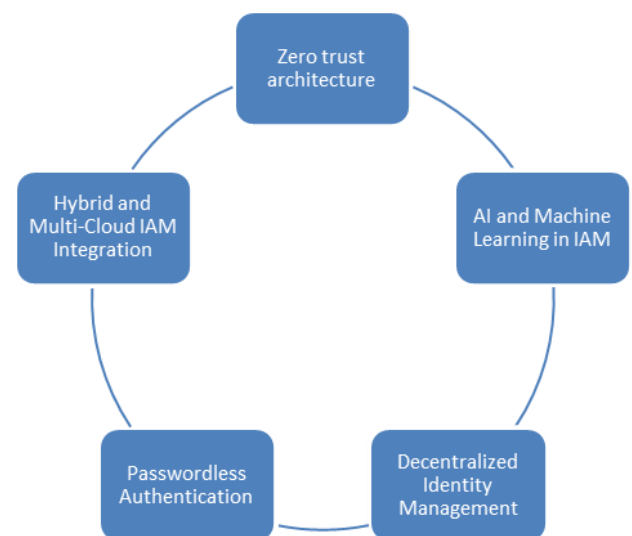 Zero trust
architecture
AI and Machine
Learning in IAM
Decentralized
Identity
Management
Passwordless
Authentication
Hybrid and
Multi-Cloud IAM
Integration